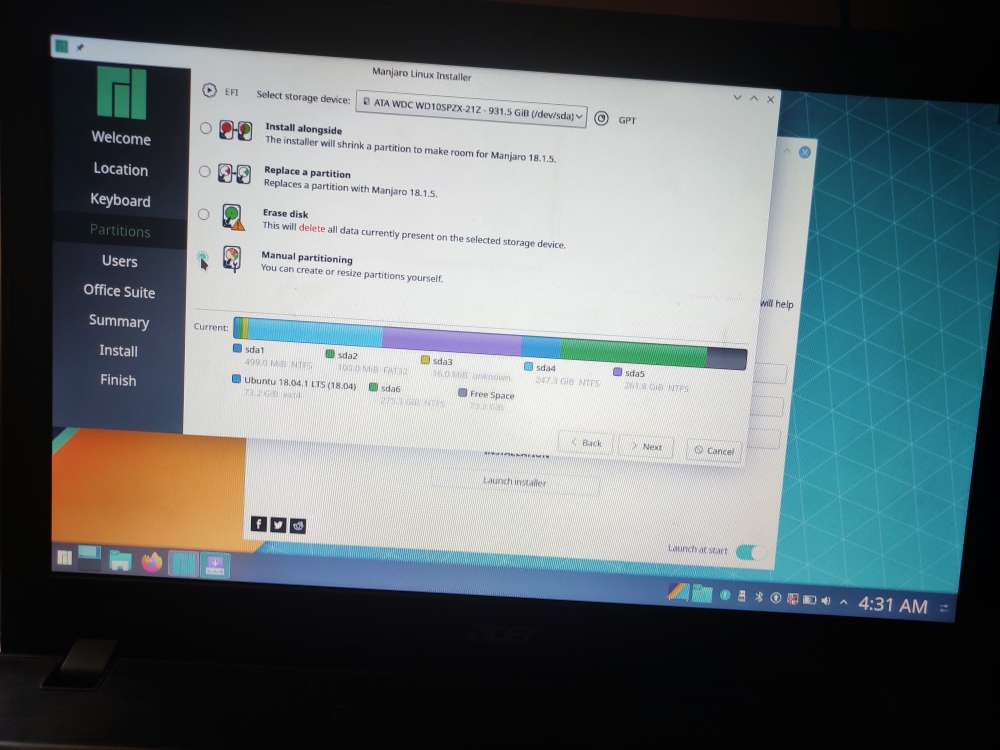 Manjaro Linux Installer
EFI
Select storage device:
ATA WDC WD10SPZX-21Z - 931.5 GiB (/dev/sda)
GPT
Welcome
Location
Keyboard
Partitions
Users
Office Suite
Summary
Install
Finish
Install alongside
The installer will shrink a partition to make room for Manjaro 18.1.5.
Replace a partition
Replaces a partition with Manjaro 18.1.5.
Erase disk
This will delete all data currently present on the selected storage device.
Manual partitioning
You can create or resize partitions yourself.
will help
Current:
sda1
499.0 MiB NTFS
sda2
100.0 MiB FAT32
sda3
16.0 MiB unknown
sda4
247.3 GiB NTFS
sda5
261.8 GiB NTFS
Ubuntu 18.04.1 LTS (18.04)
73.2 GiB ext4
sda6
275.3 GiB NTFS
Free Space
73.2 GiB
Back
Next
Cancel
INSTALLATION
Launch installer
Launch at start
4:31 AM
acer